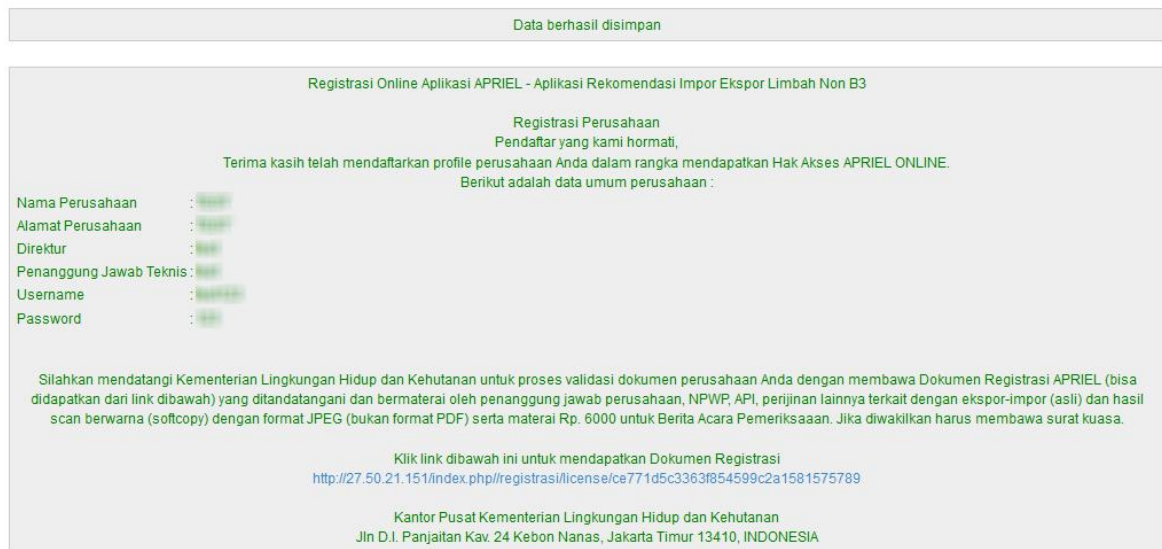 Data berhasil disimpan
Registrasi Online Aplikasi APRIEL - Aplikasi Rekomendasi Impor Ekspor Limbah Non B3
Registrasi Perusahaan
Pendaftar yang kami hormati,
Terima kasih telah mendaftarkan profile perusahaan Anda dalam rangka mendapatkan Hak Akses APRIEL ONLINE.
Berikut adalah data umum perusahaan :
Nama Perusahaan :
Alamat Perusahaan :
Direktur :
Penanggung Jawab Teknis :
Username :
Password :
Silahkan mendatangi Kementerian Lingkungan Hidup dan Kehutanan untuk proses validasi dokumen perusahaan Anda dengan membawa Dokumen Registrasi APRIEL (bisa
didapatkan dari link dibawah) yang ditandatangani dan bermaterai oleh penanggung jawab perusahaan, NPWP, API, perijinan lainnya terkait dengan ekspor-impor (asli) dan hasil
scan berwarna (softcopy) dengan format JPEG (bukan format PDF) serta materai Rp. 6000 untuk Berita Acara Pemeriksaaan. Jika diwakilkan harus membawa surat kuasa.
Klik link dibawah ini untuk mendapatkan Dokumen Registrasi
http://27.50.21.151/index.php//registrasi/license/ce771d5c3363f854599c2a1581575789
Kantor Pusat Kementerian Lingkungan Hidup dan Kehutanan
Jln D.I. Panjaitan Kav. 24 Kebon Nanas, Jakarta Timur 13410, INDONESIA